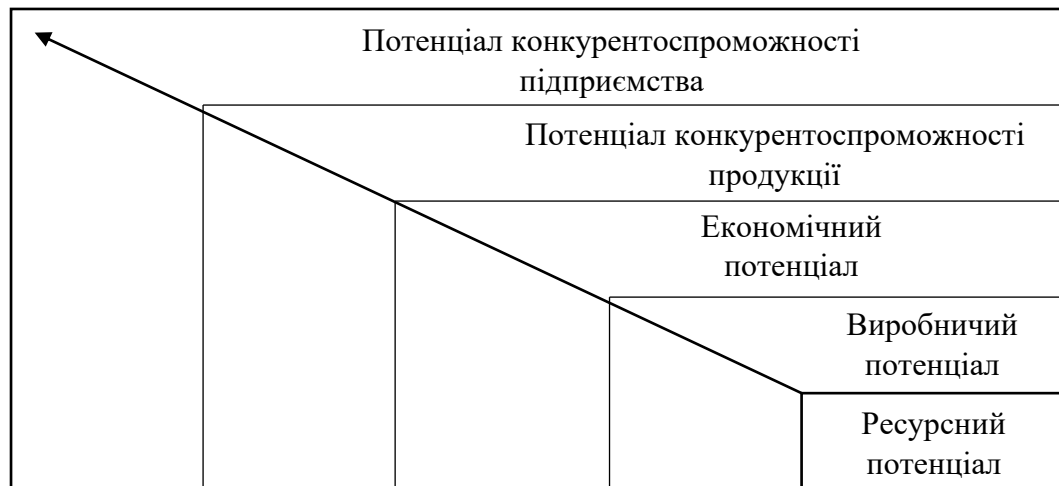 Потенціал конкурентоспроможності
підприємства
Потенціал конкурентоспроможності
продукції
Економічний
потенціал
Виробничий
потенціал
Ресурсний
потенціал